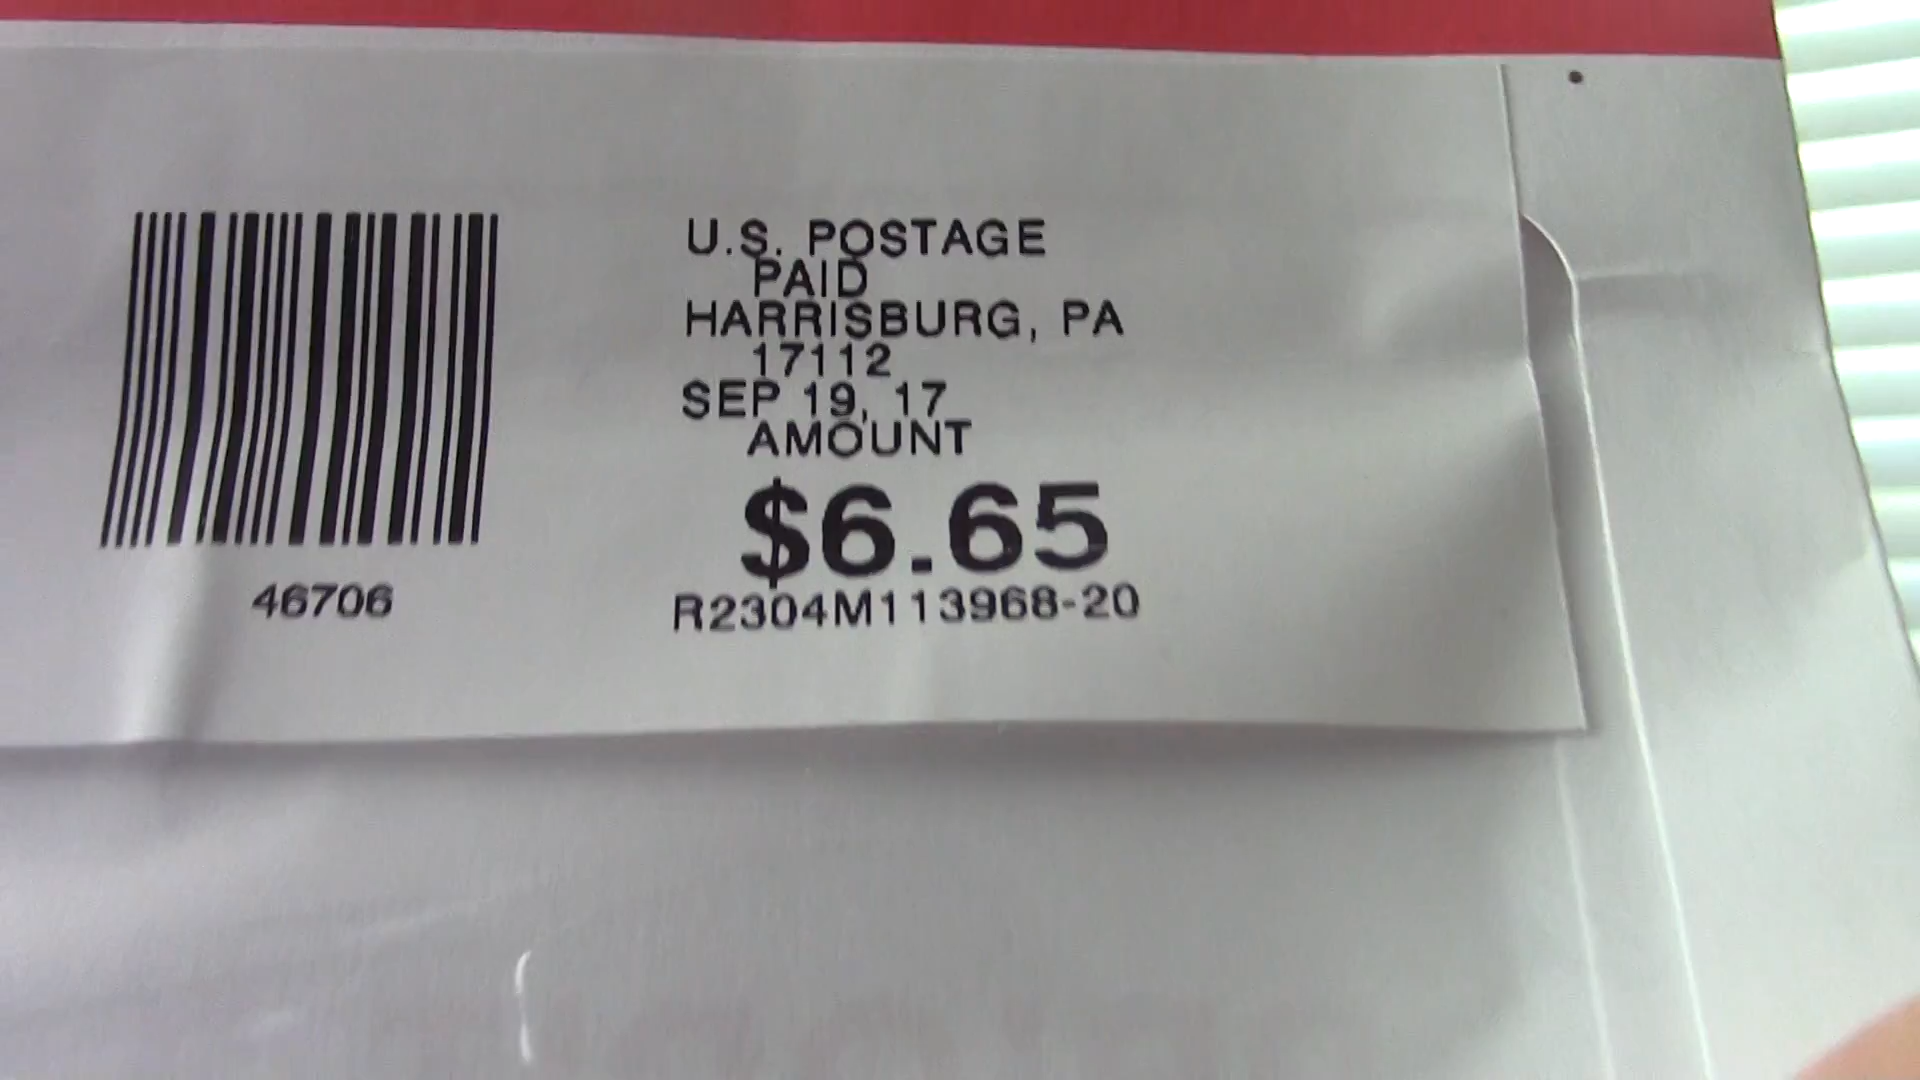 U.S. POSTAGE
PAID
HARRISBURG, PA
17112
SEP 19, 17
AMOUNT
$6.65
R2304M113968-20
46706